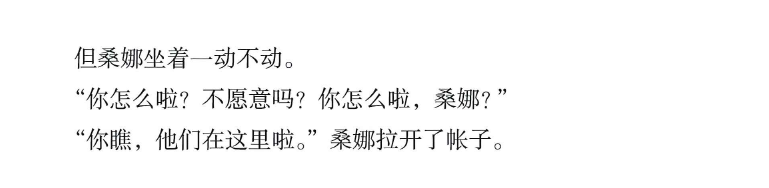 但桑娜坐着一动不动。
“你怎么啦？不愿意吗？你怎么啦，桑娜？”
“你瞧，他们在这里啦。”桑娜拉开了帐子。